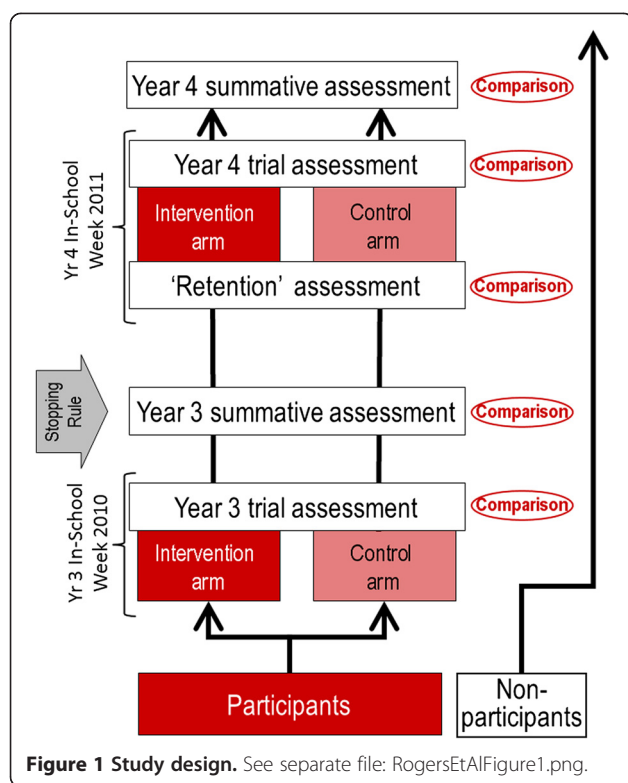 Year 4 summative assessment
Comparison
Yr 4 In-School
Week 2011
Year 4 trial assessment
Comparison
Intervention
arm
Control
arm
‘Retention’ assessment
Comparison
Stopping
Rule
Year 3 summative assessment
Comparison
Yr 3 In-School
Week 2010
Year 3 trial assessment
Comparison
Intervention
arm
Control
arm
Participants
Non-
participants
Figure 1 Study design. See separate file: RogersEtAlFigure1.png.